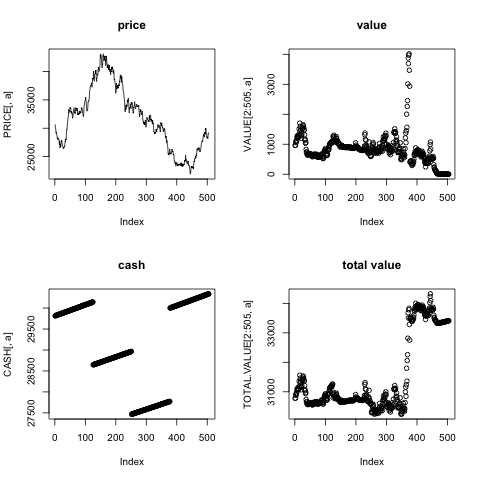 price
PRICE[, a]
25000 35000
0 100 200 300 400 500
Index
value
VALUE[2:505, a]
0 1000 3000
0 100 200 300 400 500
Index
cash
CASH[, a]
27500 28500 29500
0 100 200 300 400 500
Index
total value
TOTAL.VALUE[2:505, a]
31000 33000
0 100 200 300 400 500
Index